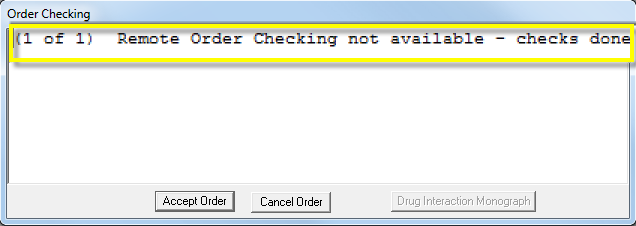 Order Checking
(1 of 1)  Remote Order Checking not available - checks done
Accept Order
Cancel Order
Drug Interaction Monograph